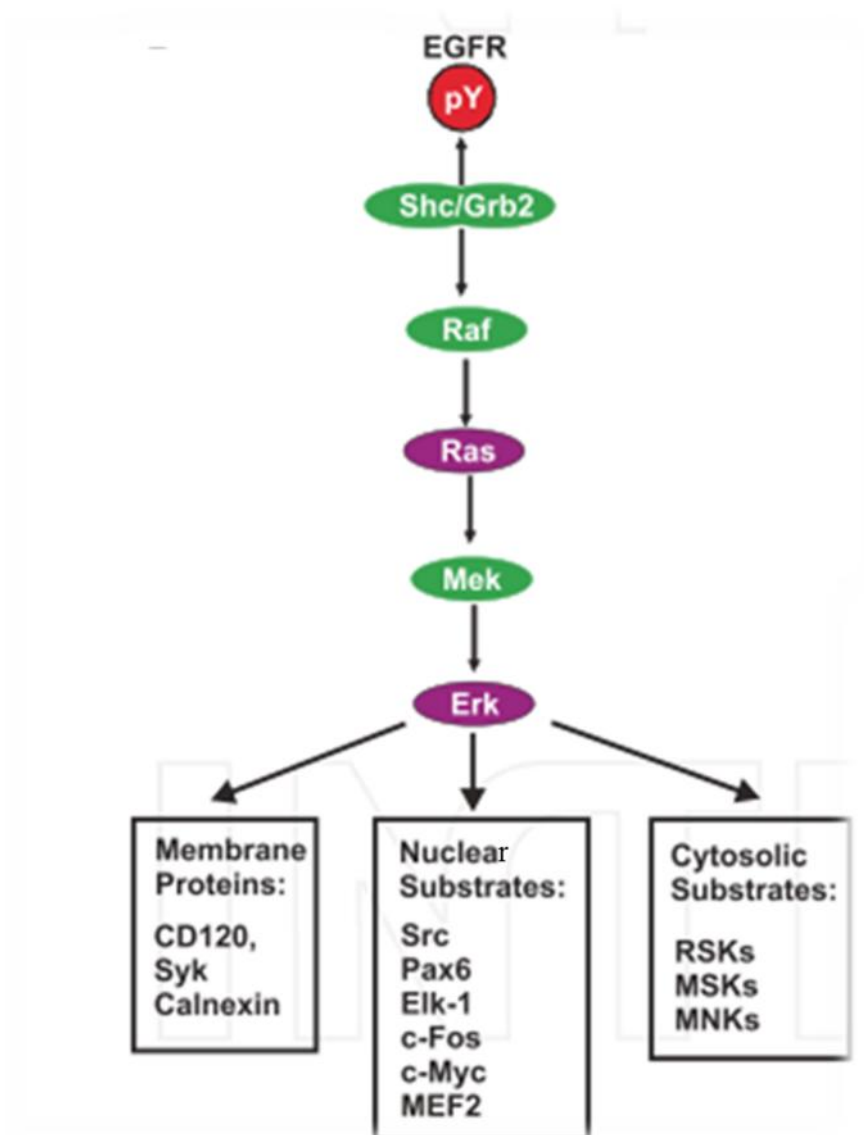 EGFR
pY
Shc/Grb2
Raf
Ras
Mek
Erk
Membrane
Proteins:
CD120,
Syk
Calnexin
Nuclear
Substrates:
Src
Pax6
Elk-1
c-Fos
c-Myc
MEF2
Cytosolic
Substrates:
RSKs
MSKs
MNKs